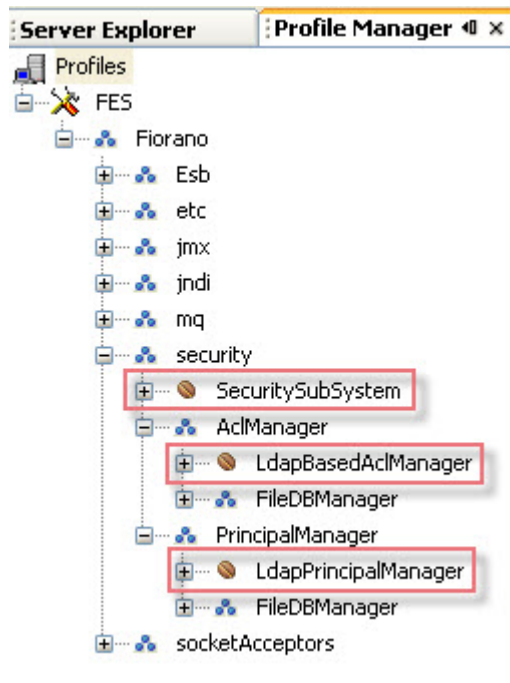 Server Explorer
Profile Manager
Profiles
FES
Fiorano
Esb
etc
jmx
jndi
mq
security
SecuritySubSystem
AclManager
LdapBasedAclManager
FileDBManager
PrincipalManager
LdapPrincipalManager
FileDBManager
socketAcceptors